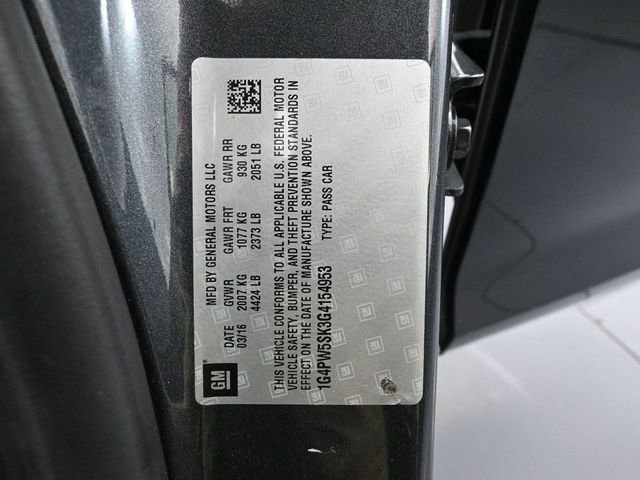 GM
MFD BY GENERAL MOTORS LLC
DATE GVWR GAWR FRT GAWR RR
03/16 2007 KG 1077 KG 930 KG
4424 LB 2373 LB 2051 LB
THIS VEHICLE CONFORMS TO ALL APPLICABLE U.S. FEDERAL MOTOR
VEHICLE SAFETY, BUMPER, AND THEFT PREVENTION STANDARDS IN
EFFECT ON THE DATE OF MANUFACTURE SHOWN ABOVE.
1G4PW5SK3G4154953 TYPE: PASS CAR